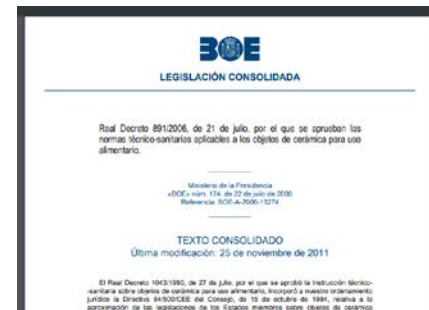 BOE
LEGISLACIÓN CONSOLIDADA
Real Decreto 891/2006, de 21 de julio, por el que se aprueban las
normas técnico-sanitarias aplicables a los objetos de cerámica para uso
alimentario.
Ministerio de la Presidencia
«BOE» núm. 174, de 22 de julio de 2006
Referencia: BOE-A-2006-13274
TEXTO CONSOLIDADO
Última modificación: 25 de noviembre de 2011
El Real Decreto 1043/1990, de 27 de julio, por el que se aprobó la Instrucción técnico-
-sanitaria sobre objetos de cerámica para uso alimentario, incorporó a nuestro ordenamiento
jurídico la Directiva 84/500/CEE del Consejo, de 15 de octubre de 1984, relativa a la
aproximación de las legislaciones de los Estados miembros sobre objetos de cerámica